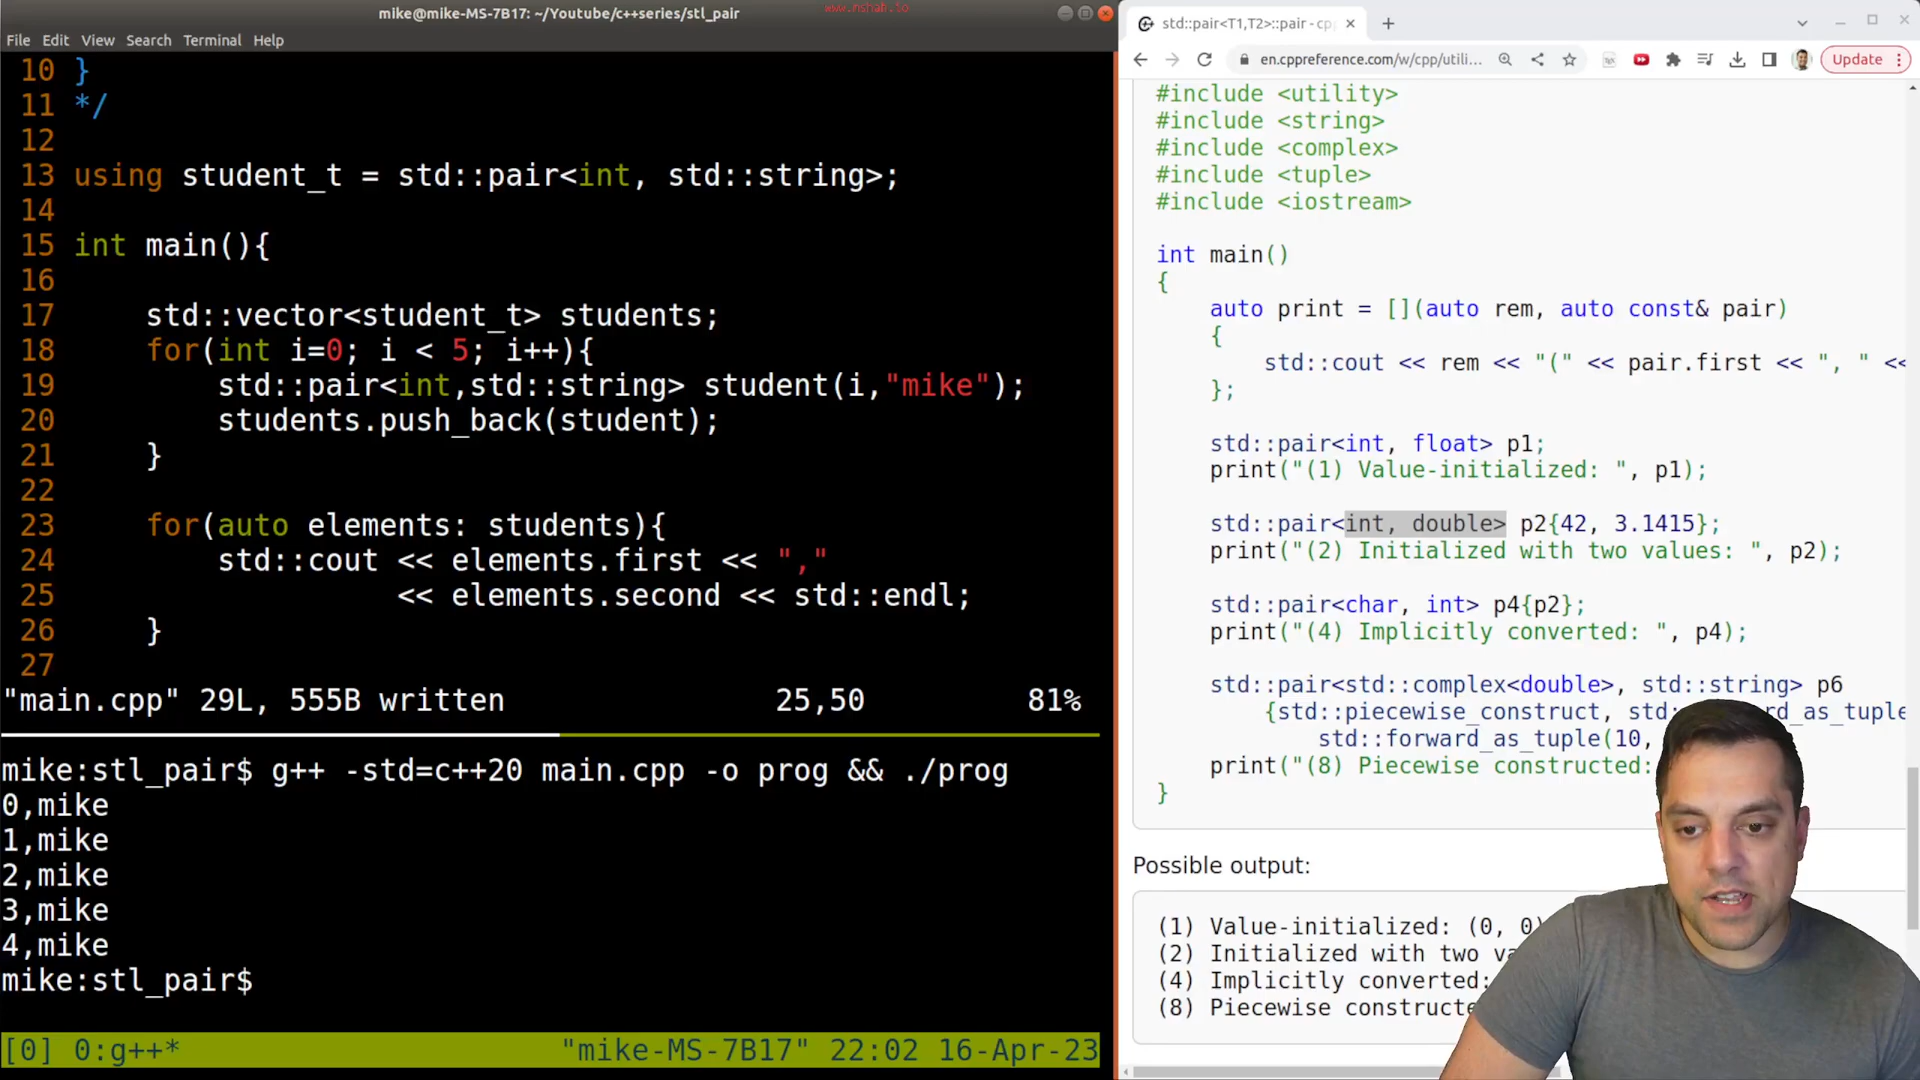 mike@mike-MS-7B17: ~/Youtube/c++series/stl_pair
www.mshah.io
File Edit View Search Terminal Help
10 }
11 */
12
13 using student_t = std::pair<int, std::string>;
14
15 int main(){
16
17 std::vector<student_t> students;
18 for(int i=0; i < 5; i++){
19 std::pair<int,std::string> student(i,"mike");
20 students.push_back(student);
21 }
22
23 for(auto elements: students){
24 std::cout << elements.first << ","
25 << elements.second << std::endl;
26 }
27
"main.cpp" 29L, 555B written 25,50 81%
mike:stl_pair$ g++ -std=c++20 main.cpp -o prog && ./prog
0,mike
1,mike
2,mike
3,mike
4,mike
mike:stl_pair$
[0] 0:g++* "mike-MS-7B17" 22:02 16-Apr-23
std::pair<T1,T2>::pair - cpp
en.cppreference.com/w/cpp/utili... Update
#include <utility>
#include <string>
#include <complex>
#include <tuple>
#include <iostream>
int main()
{
auto print = [](auto rem, auto const& pair)
{
std::cout << rem << "(" << pair.first << ", " <<
};
std::pair<int, float> p1;
print("(1) Value-initialized: ", p1);
std::pair<int, double> p2{42, 3.1415};
print("(2) Initialized with two values: ", p2);
std::pair<char, int> p4{p2};
print("(4) Implicitly converted: ", p4);
std::pair<std::complex<double>, std::string> p6
{std::piecewise_construct, std: rd_as_tuple
std::forward_as_tuple(10,
print("(8) Piecewise constructed:
}
Possible output:
(1) Value-initialized: (0, 0)
(2) Initialized with two va
(4) Implicitly converted:
(8) Piecewise constructe